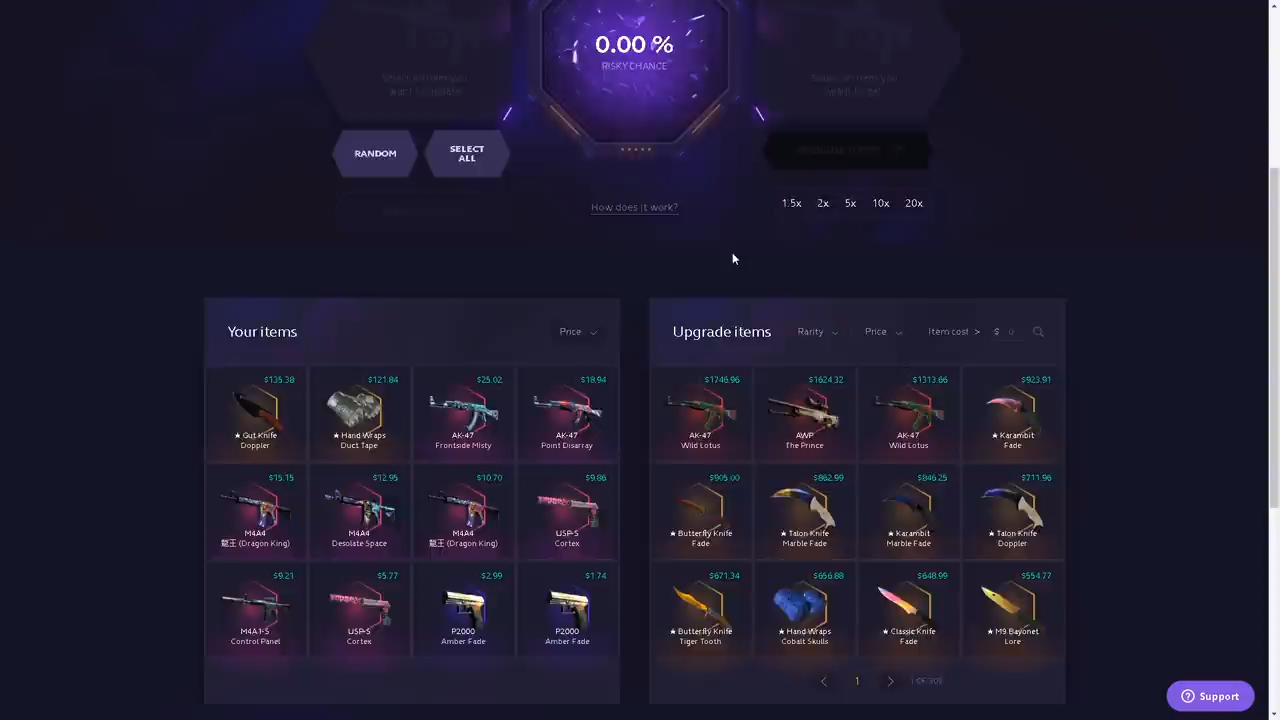 0.00 %
RISKY CHANCE
RANDOM
SELECT
ALL
How does it work?
1.5x 2x 5x 10x 20x
Your items
Price
$135.38
★ Gut Knife
Doppler
$121.84
★ Hand Wraps
Duct Tape
$25.02
AK-47
Frontside Misty
$18.94
AK-47
Point Disarray
$15.15
M4A4
龍王 (Dragon King)
$12.95
M4A4
Desolate Space
$10.70
M4A4
龍王 (Dragon King)
$9.86
USP-S
Cortex
$9.21
M4A1-S
Control Panel
$5.77
USP-S
Cortex
$2.99
P2000
Amber Fade
$1.74
P2000
Amber Fade
Upgrade items
Rarity
Price
Item cost > $ 0
$1746.96
AK-47
Wild Lotus
$1624.32
AWP
The Prince
$1313.66
AK-47
Wild Lotus
$923.91
★ Karambit
Fade
$905.00
★ Butterfly Knife
Fade
$862.99
★ Talon Knife
Marble Fade
$846.25
★ Karambit
Marble Fade
$711.96
★ Talon Knife
Doppler
$671.34
★ Butterfly Knife
Tiger Tooth
$656.88
★ Hand Wraps
Cobalt Skulls
$648.99
★ Classic Knife
Fade
$554.77
★ M9 Bayonet
Lore
< 1 >
Support